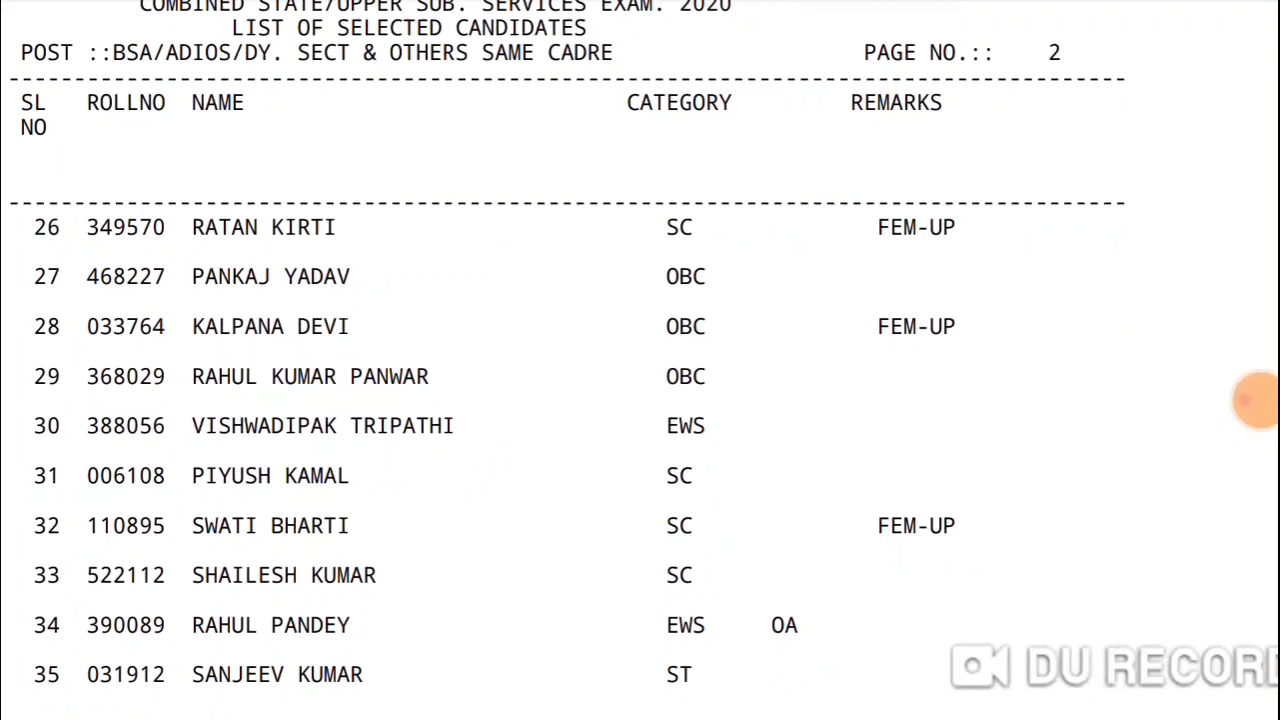 COMBINED STATE/UPPER SUB. SERVICES EXAM. 2020
LIST OF SELECTED CANDIDATES
POST ::BSA/ADIOS/DY. SECT & OTHERS SAME CADRE PAGE NO.:: 2
SL ROLLNO NAME CATEGORY REMARKS
NO
26 349570 RATAN KIRTI SC FEM-UP
27 468227 PANKAJ YADAV OBC
28 033764 KALPANA DEVI OBC FEM-UP
29 368029 RAHUL KUMAR PANWAR OBC
30 388056 VISHWADIPAK TRIPATHI EWS
31 006108 PIYUSH KAMAL SC
32 110895 SWATI BHARTI SC FEM-UP
33 522112 SHAILESH KUMAR SC
34 390089 RAHUL PANDEY EWS OA
35 031912 SANJEEV KUMAR ST
DU RECORD